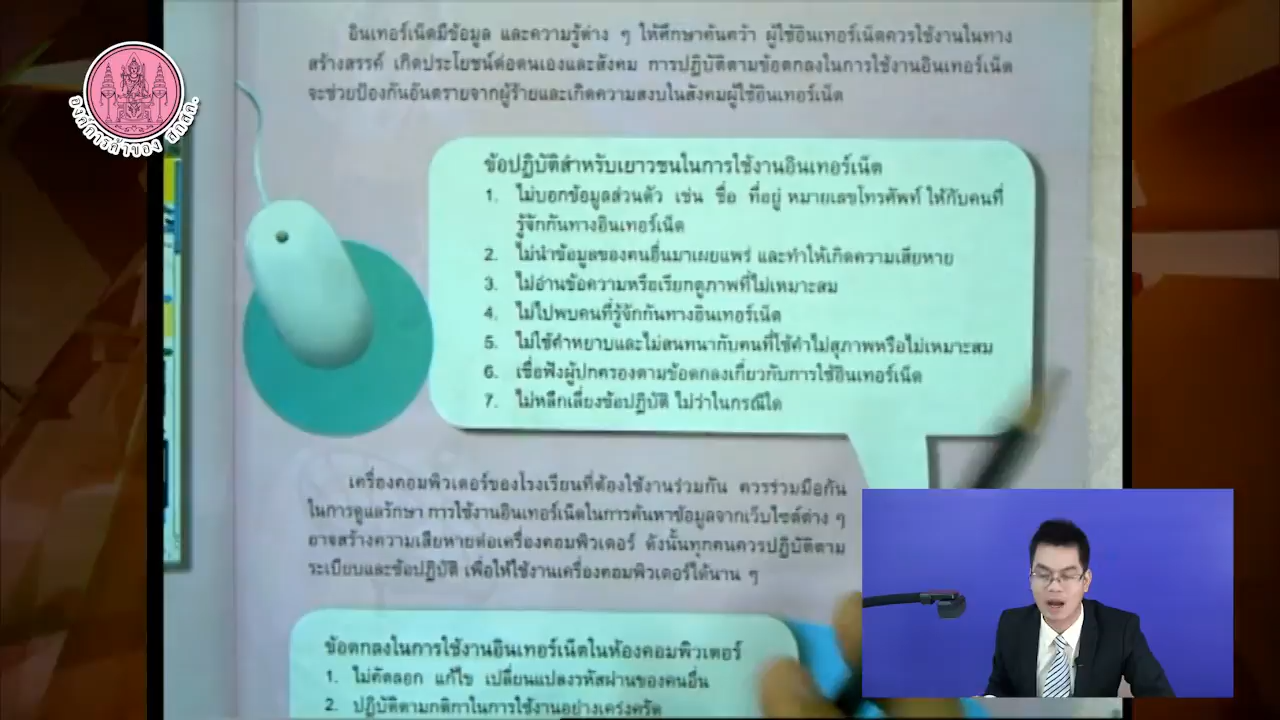 องค์การค้าของ สกสค.
อินเทอร์เน็ตมีข้อมูล และความรู้ต่าง ๆ ให้ศึกษาค้นคว้า ผู้ใช้อินเทอร์เน็ตควรใช้งานในทาง
สร้างสรรค์ เกิดประโยชน์ต่อตนเองและสังคม การปฏิบัติตามข้อตกลงในการใช้งานอินเทอร์เน็ต
จะช่วยป้องกันอันตรายจากผู้ร้ายและเกิดความสงบในสังคมผู้ใช้อินเทอร์เน็ต
ข้อปฏิบัติสำหรับเยาวชนในการใช้งานอินเทอร์เน็ต
1. ไม่บอกข้อมูลส่วนตัว เช่น ชื่อ ที่อยู่ หมายเลขโทรศัพท์ ให้กับคนที่
รู้จักกันทางอินเทอร์เน็ต
2. ไม่นำข้อมูลของคนอื่นมาเผยแพร่ และทำให้เกิดความเสียหาย
3. ไม่อ่านข้อความหรือเรียกดูภาพที่ไม่เหมาะสม
4. ไม่ไปพบคนที่รู้จักกันทางอินเทอร์เน็ต
5. ไม่ใช้คำหยาบและไม่สนทนากับคนที่ใช้คำไม่สุภาพหรือไม่เหมาะสม
6. เชื่อฟังผู้ปกครองตามข้อตกลงเกี่ยวกับการใช้อินเทอร์เน็ต
7. ไม่หลีกเลี่ยงข้อปฏิบัติ ไม่ว่าในกรณีใด
เครื่องคอมพิวเตอร์ของโรงเรียนที่ต้องใช้งานร่วมกัน ควรร่วมมือกัน
ในการดูแลรักษา การใช้งานอินเทอร์เน็ตในการค้นหาข้อมูลจากเว็บไซต์ต่าง ๆ
อาจสร้างความเสียหายต่อเครื่องคอมพิวเตอร์ ดังนั้นทุกคนควรปฏิบัติตาม
ระเบียบและข้อปฏิบัติ เพื่อให้ใช้งานเครื่องคอมพิวเตอร์ได้นาน ๆ
ข้อตกลงในการใช้งานอินเทอร์เน็ตในห้องคอมพิวเตอร์
1. ไม่คัดลอก แก้ไข เปลี่ยนแปลงรหัสผ่านของคนอื่น
2. ปฏิบัติตามกติกาในการใช้งานอย่างเคร่งครัด